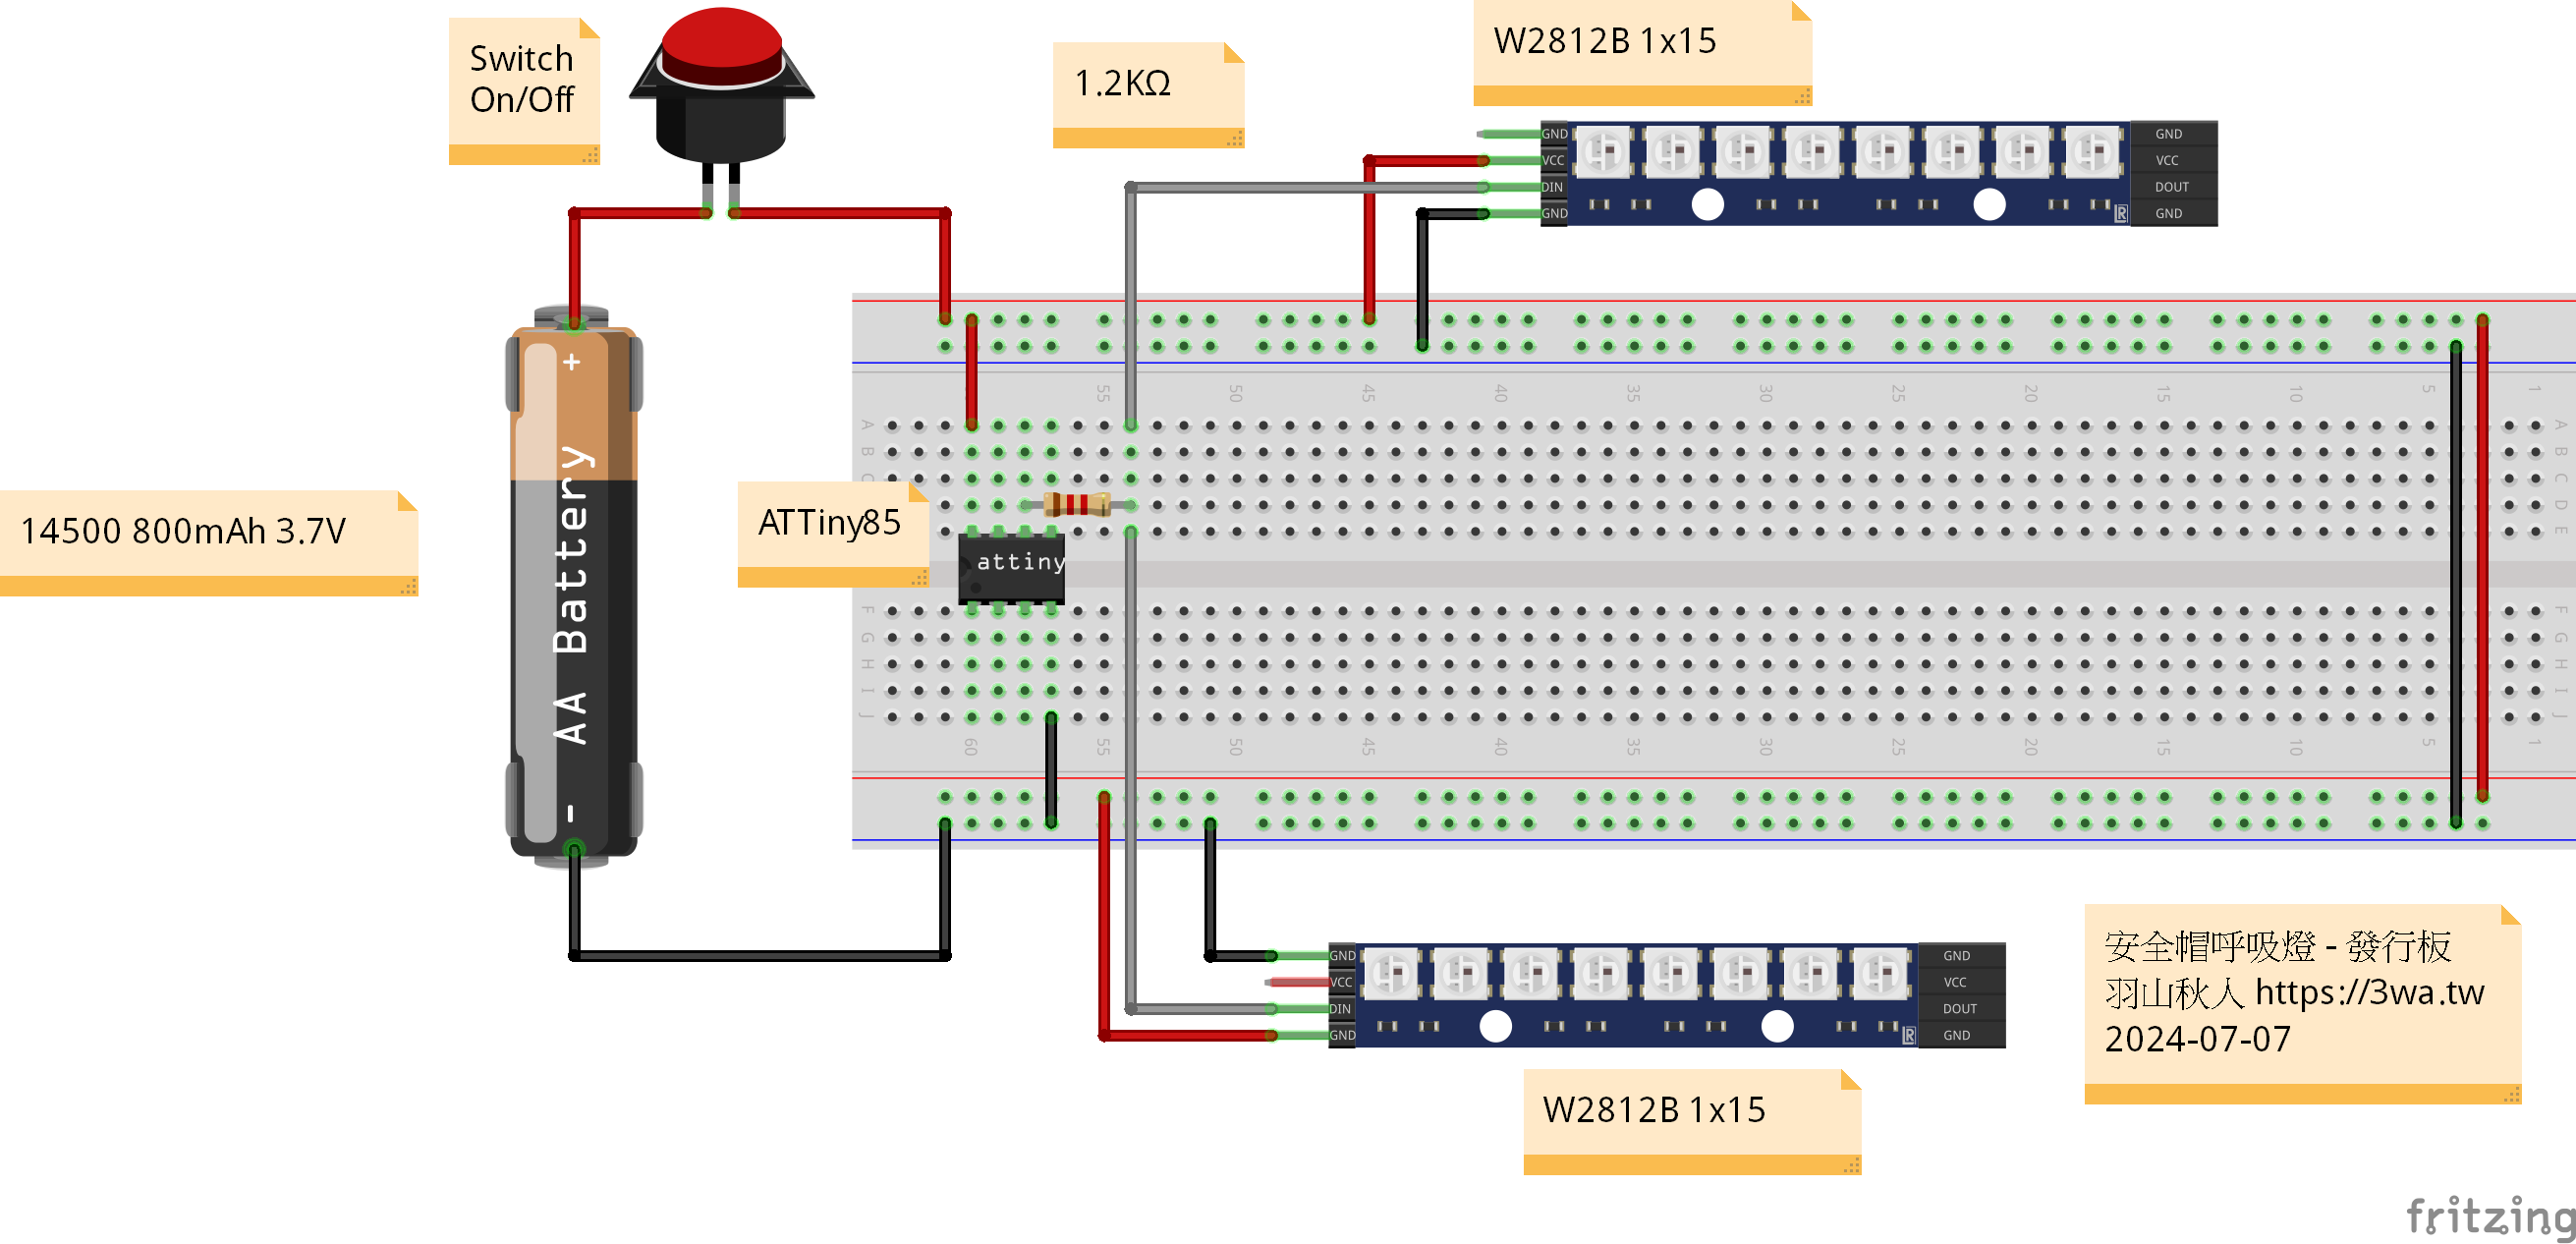 Switch
On/Off
1.2KΩ
W2812B 1x15
GND
VCC
DIN
GND
GND
VCC
DOUT
GND
14500 800mAh 3.7V
+
AA Battery
-
ATTiny85
attiny
55
50
45
40
35
30
25
20
15
10
5
1
A
B
C
D
E
F
G
H
I
J
A
B
C
D
E
F
G
H
I
J
60
55
50
45
40
35
30
25
20
15
10
5
1
GND
VCC
DIN
GND
GND
VCC
DOUT
GND
W2812B 1x15
安全帽呼吸燈 - 發行板
羽山秋人 https://3wa.tw
2024-07-07
fritzing